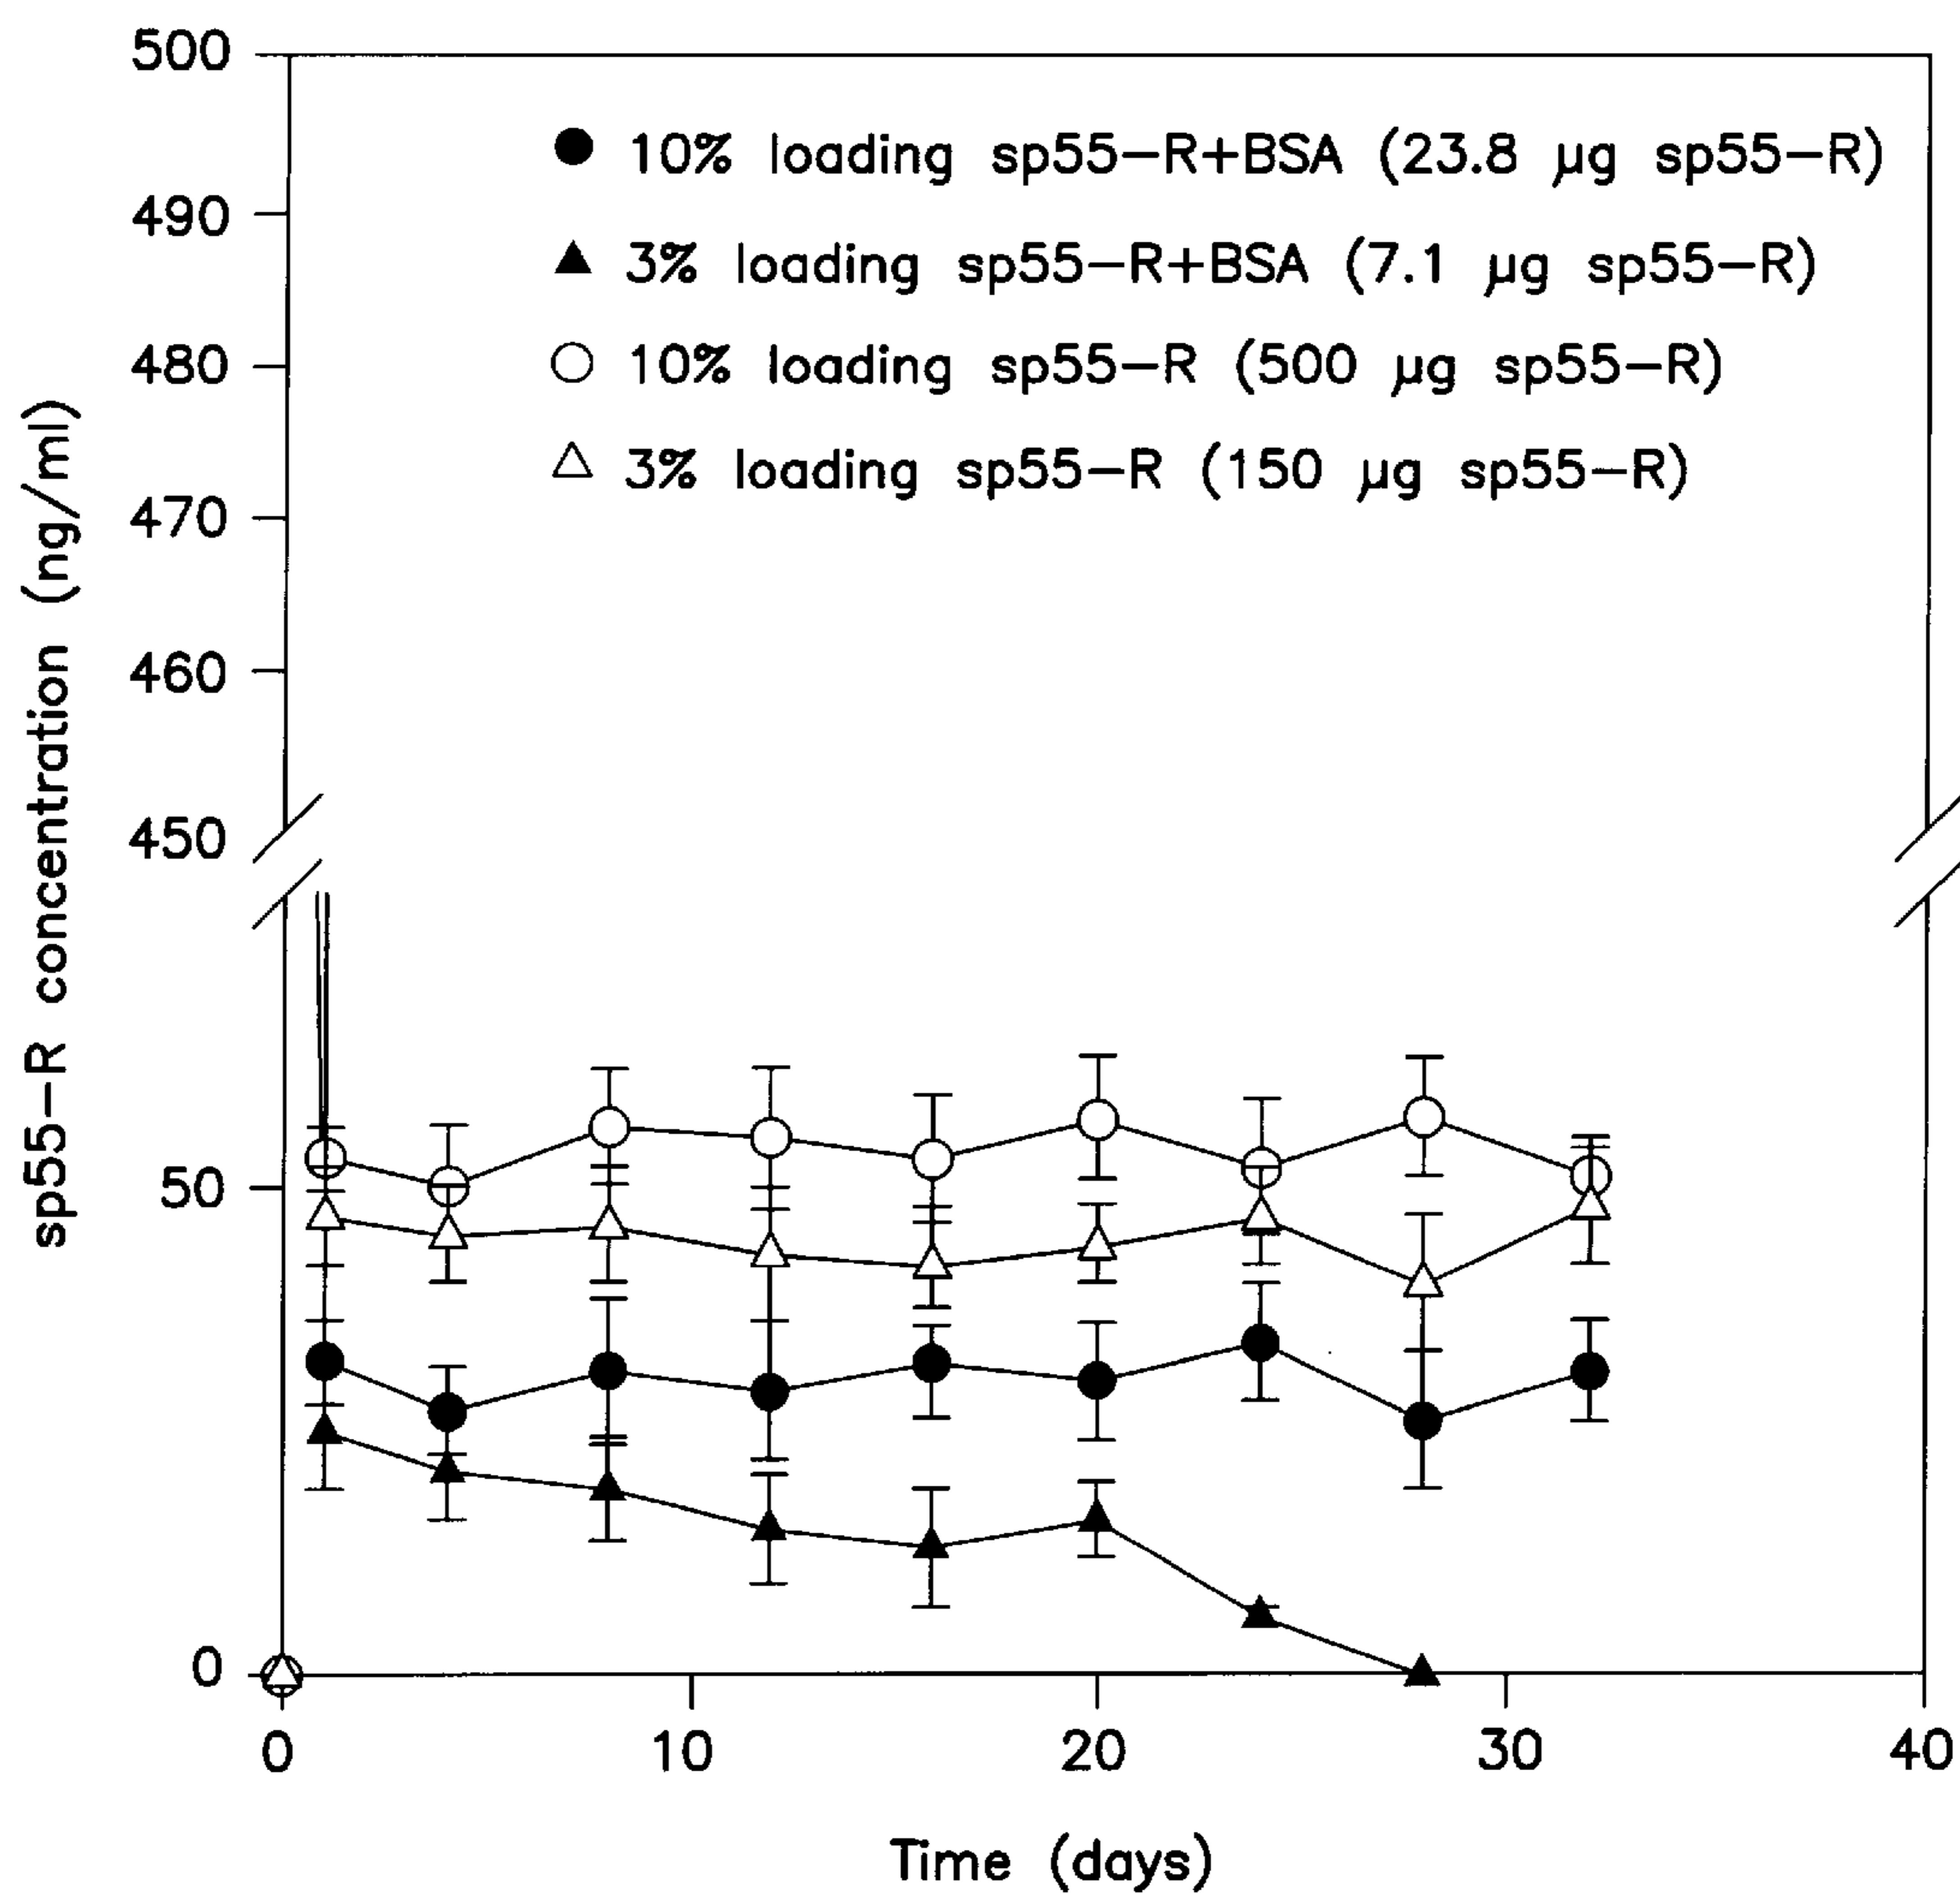 500
10% loading sp55-R+BSA (23.8 µg sp55-R)
490
3% loading sp55-R+BSA (7.1 µg sp55-R)
480
10% loading sp55-R (500 µg sp55-R)
470
3% loading sp55-R (150 µg sp55-R)
460
450
sp55-R concentration (ng/ml)
50
0
0 10 20 30 40
Time (days)